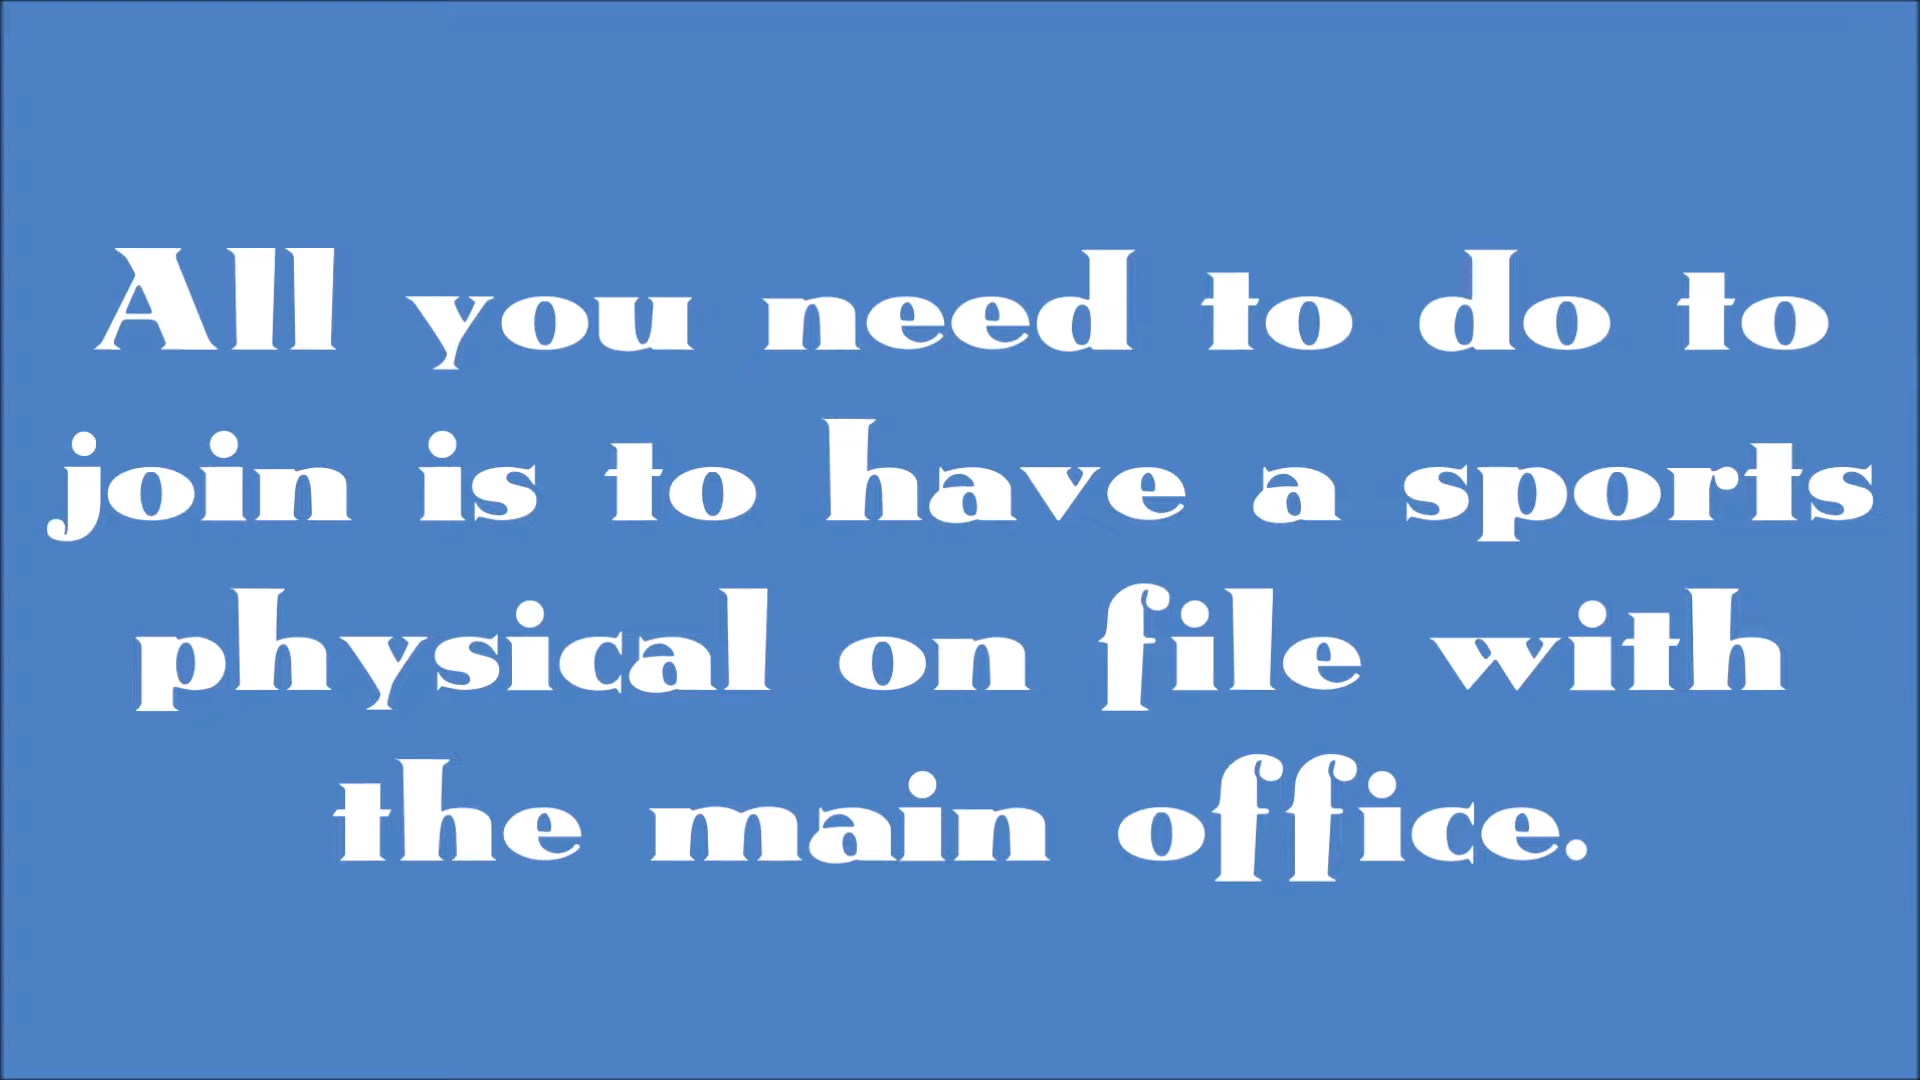 All you need to do to
join is to have a sports
physical on file with
the main office.